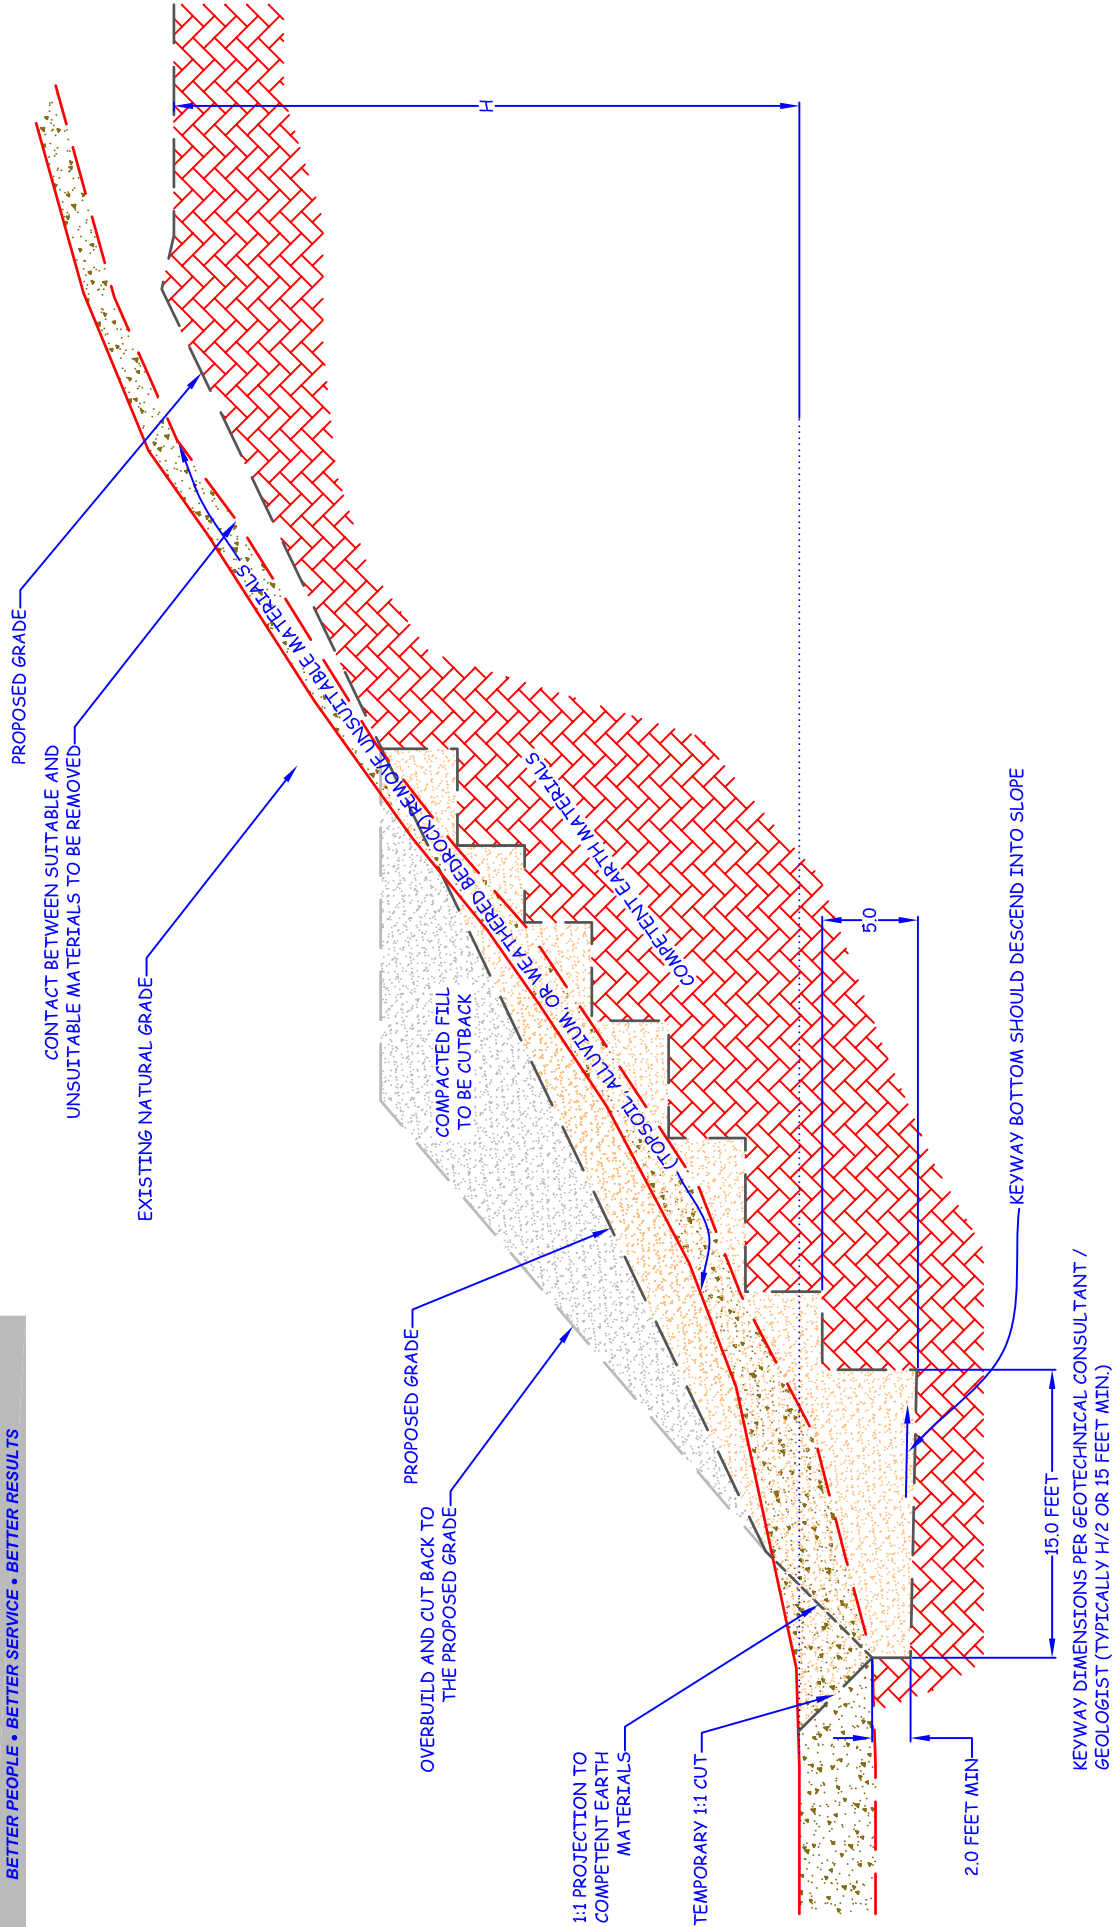 BETTER PEOPLE • BETTER SERVICE • BETTER RESULTS
PROPOSED GRADE
CONTACT BETWEEN SUITABLE AND
UNSUITABLE MATERIALS TO BE REMOVED
EXISTING NATURAL GRADE
H
REMOVE UNSUITABLE MATERIALS
(TOPSOIL, ALLUVIUM, OR WEATHERED BEDROCK)
COMPETENT EARTH MATERIALS
COMPACTED FILL
TO BE CUTBACK
PROPOSED GRADE
OVERBUILD AND CUT BACK TO
THE PROPOSED GRADE
1:1 PROJECTION TO
COMPETENT EARTH
MATERIALS
TEMPORARY 1:1 CUT
5.0
2.0 FEET MIN
15.0 FEET
KEYWAY BOTTOM SHOULD DESCEND INTO SLOPE
KEYWAY DIMENSIONS PER GEOTECHNICAL CONSULTANT /
GEOLOGIST (TYPICALLY H/2 OR 15 FEET MIN.)